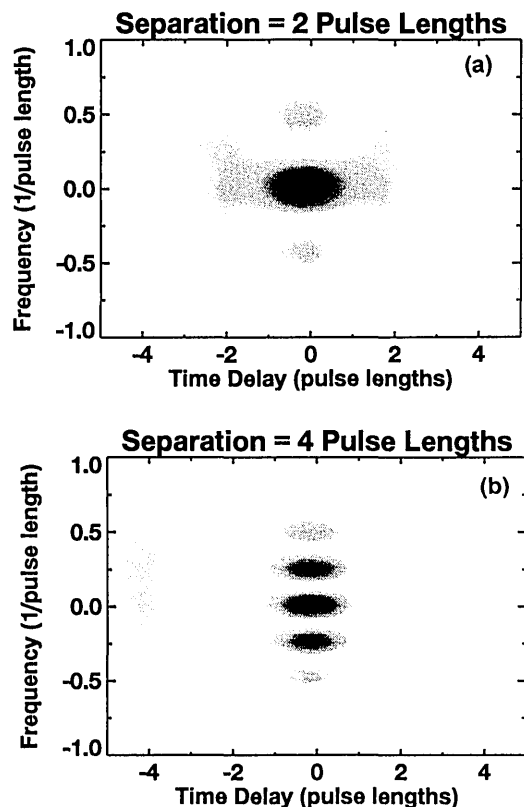 Separation = 2 Pulse Lengths
(a)
Frequency (1/pulse length)
1.0
0.5
0.0
-0.5
-1.0
-4 -2 0 2 4
Time Delay (pulse lengths)
Separation = 4 Pulse Lengths
(b)
Frequency (1/pulse length)
1.0
0.5
0.0
-0.5
-1.0
-4 -2 0 2 4
Time Delay (pulse lengths)